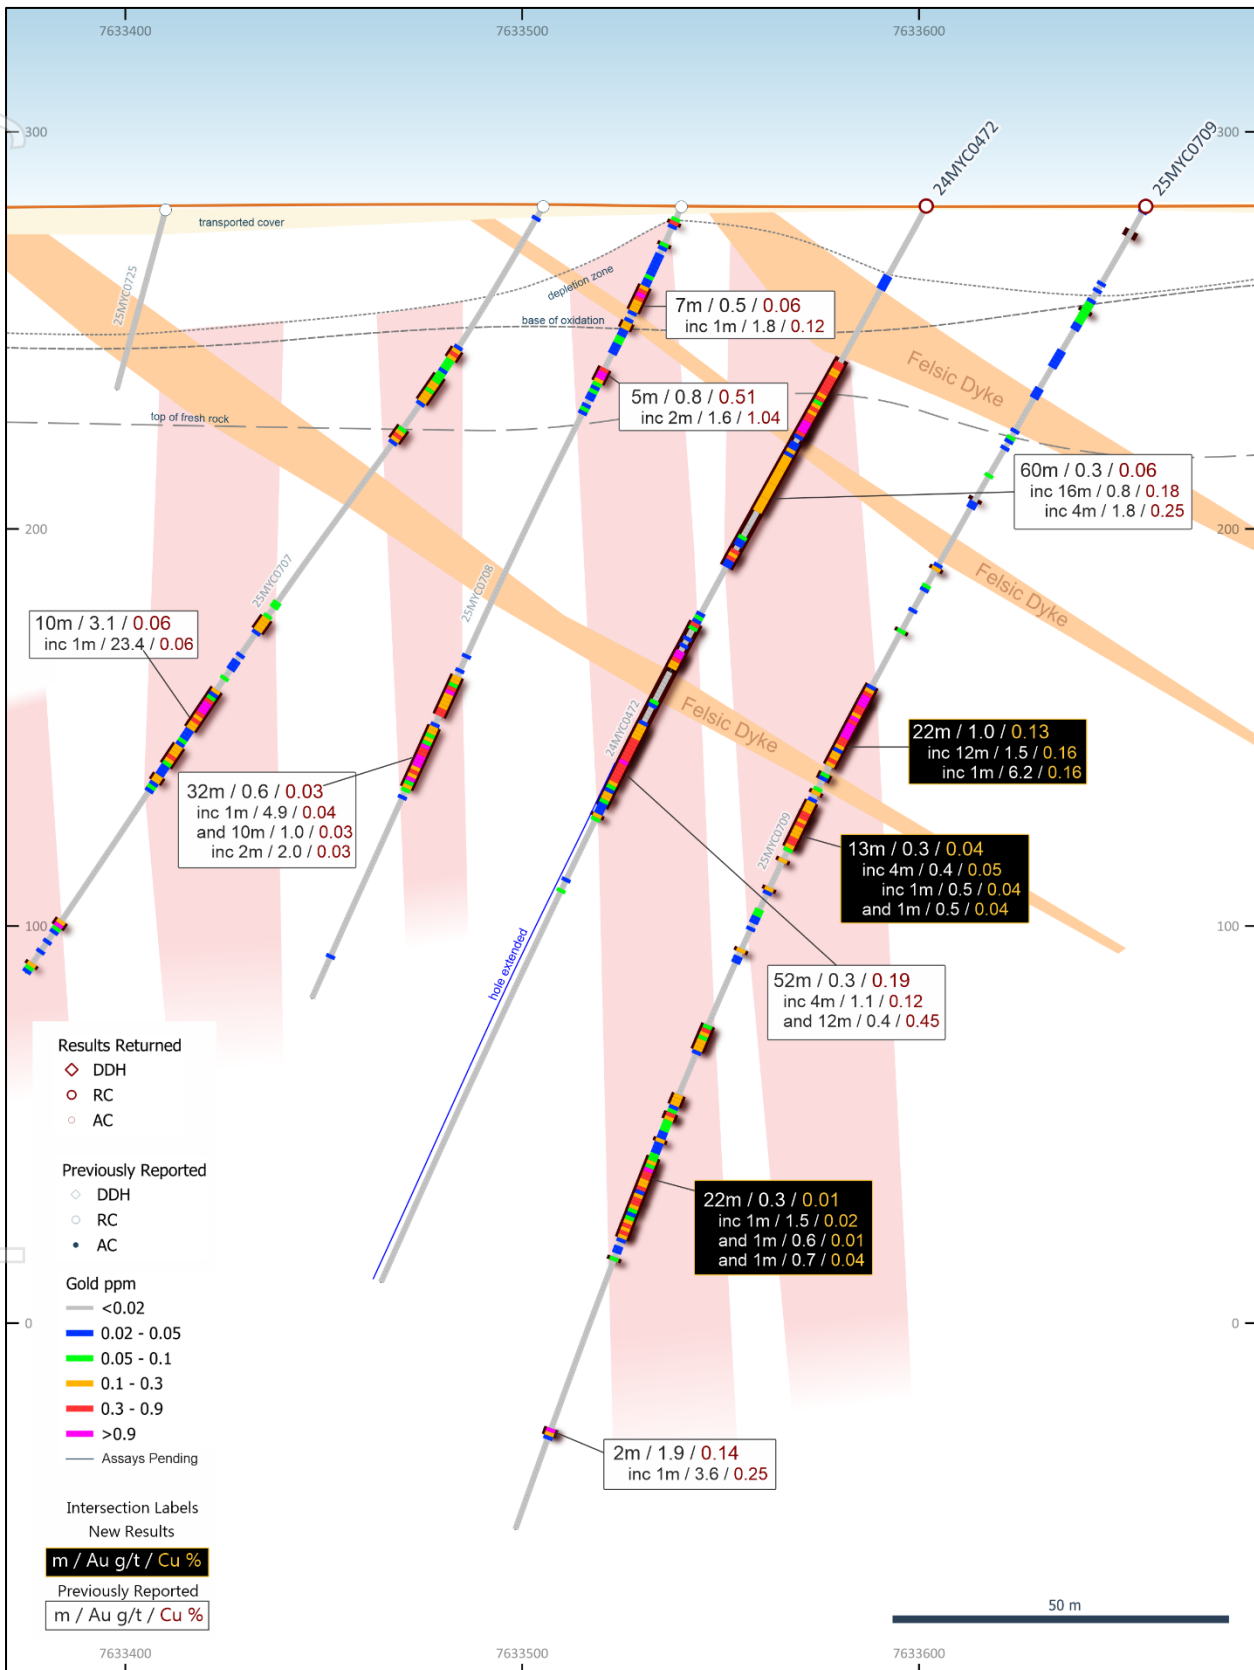 7633400
7633500
7633600
300
300
24MYC0472
25MYC0709
transported cover
25MYC0725
depletion zone
base of oxidation
7m / 0.5 / 0.06
inc 1m / 1.8 / 0.12
Felsic Dyke
5m / 0.8 / 0.51
inc 2m / 1.6 / 1.04
top of fresh rock
60m / 0.3 / 0.06
inc 16m / 0.8 / 0.18
inc 4m / 1.8 / 0.25
200
200
25MYC0707
25MYC0708
Felsic Dyke
10m / 3.1 / 0.06
inc 1m / 23.4 / 0.06
Felsic Dyke
24MYC0472
22m / 1.0 / 0.13
inc 12m / 1.5 / 0.16
inc 1m / 6.2 / 0.16
32m / 0.6 / 0.03
inc 1m / 4.9 / 0.04
and 10m / 1.0 / 0.03
inc 2m / 2.0 / 0.03
25MYC0709
13m / 0.3 / 0.04
inc 4m / 0.4 / 0.05
inc 1m / 0.5 / 0.04
and 1m / 0.5 / 0.04
100
100
hole extended
52m / 0.3 / 0.19
inc 4m / 1.1 / 0.12
and 12m / 0.4 / 0.45
Results Returned
DDH
RC
AC
Previously Reported
DDH
RC
AC
22m / 0.3 / 0.01
inc 1m / 1.5 / 0.02
and 1m / 0.6 / 0.01
and 1m / 0.7 / 0.04
Gold ppm
<0.02
0.02 - 0.05
0.05 - 0.1
0.1 - 0.3
0.3 - 0.9
>0.9
Assays Pending
0
0
2m / 1.9 / 0.14
inc 1m / 3.6 / 0.25
Intersection Labels
New Results
m / Au g/t / Cu %
Previously Reported
m / Au g/t / Cu %
50 m
7633400
7633500
7633600